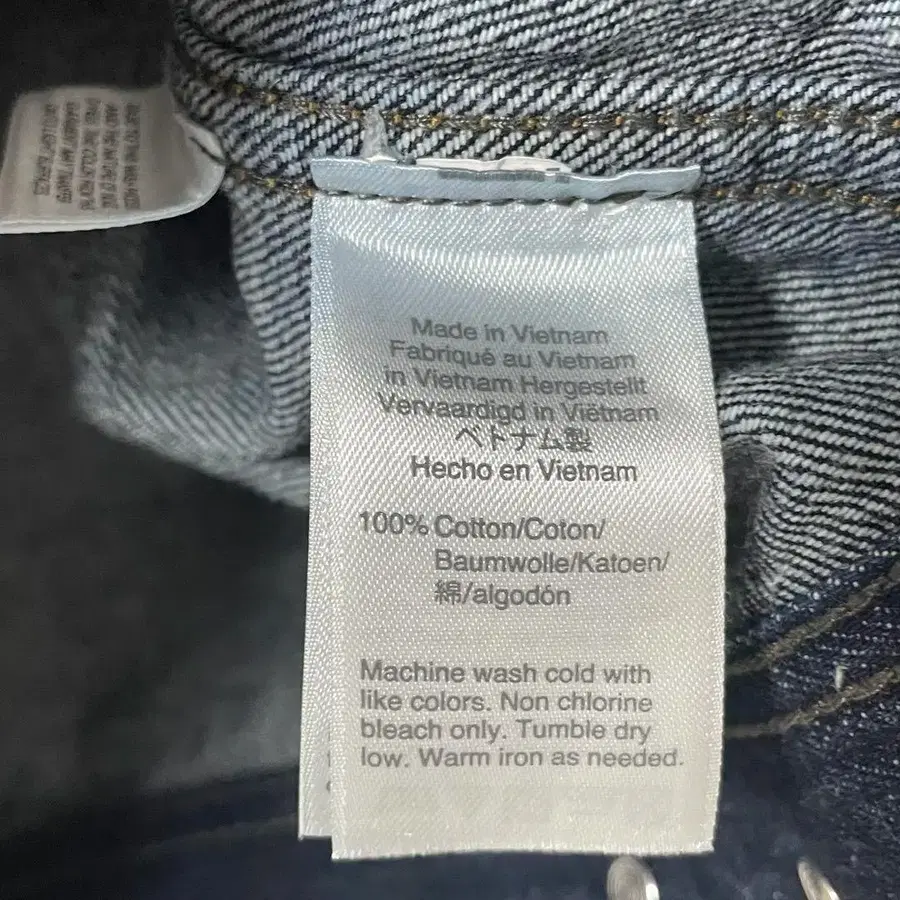 Made in Vietnam
Fabriqué au Vietnam
in Vietnam Hergestellt
Vervaardigd in Viëtnam
ベトナム製
Hecho en Vietnam
100% Cotton/Coton/
Baumwolle/Katoen/
綿/algodón
Machine wash cold with
like colors. Non chlorine
bleach only. Tumble dry
low. Warm iron as needed.